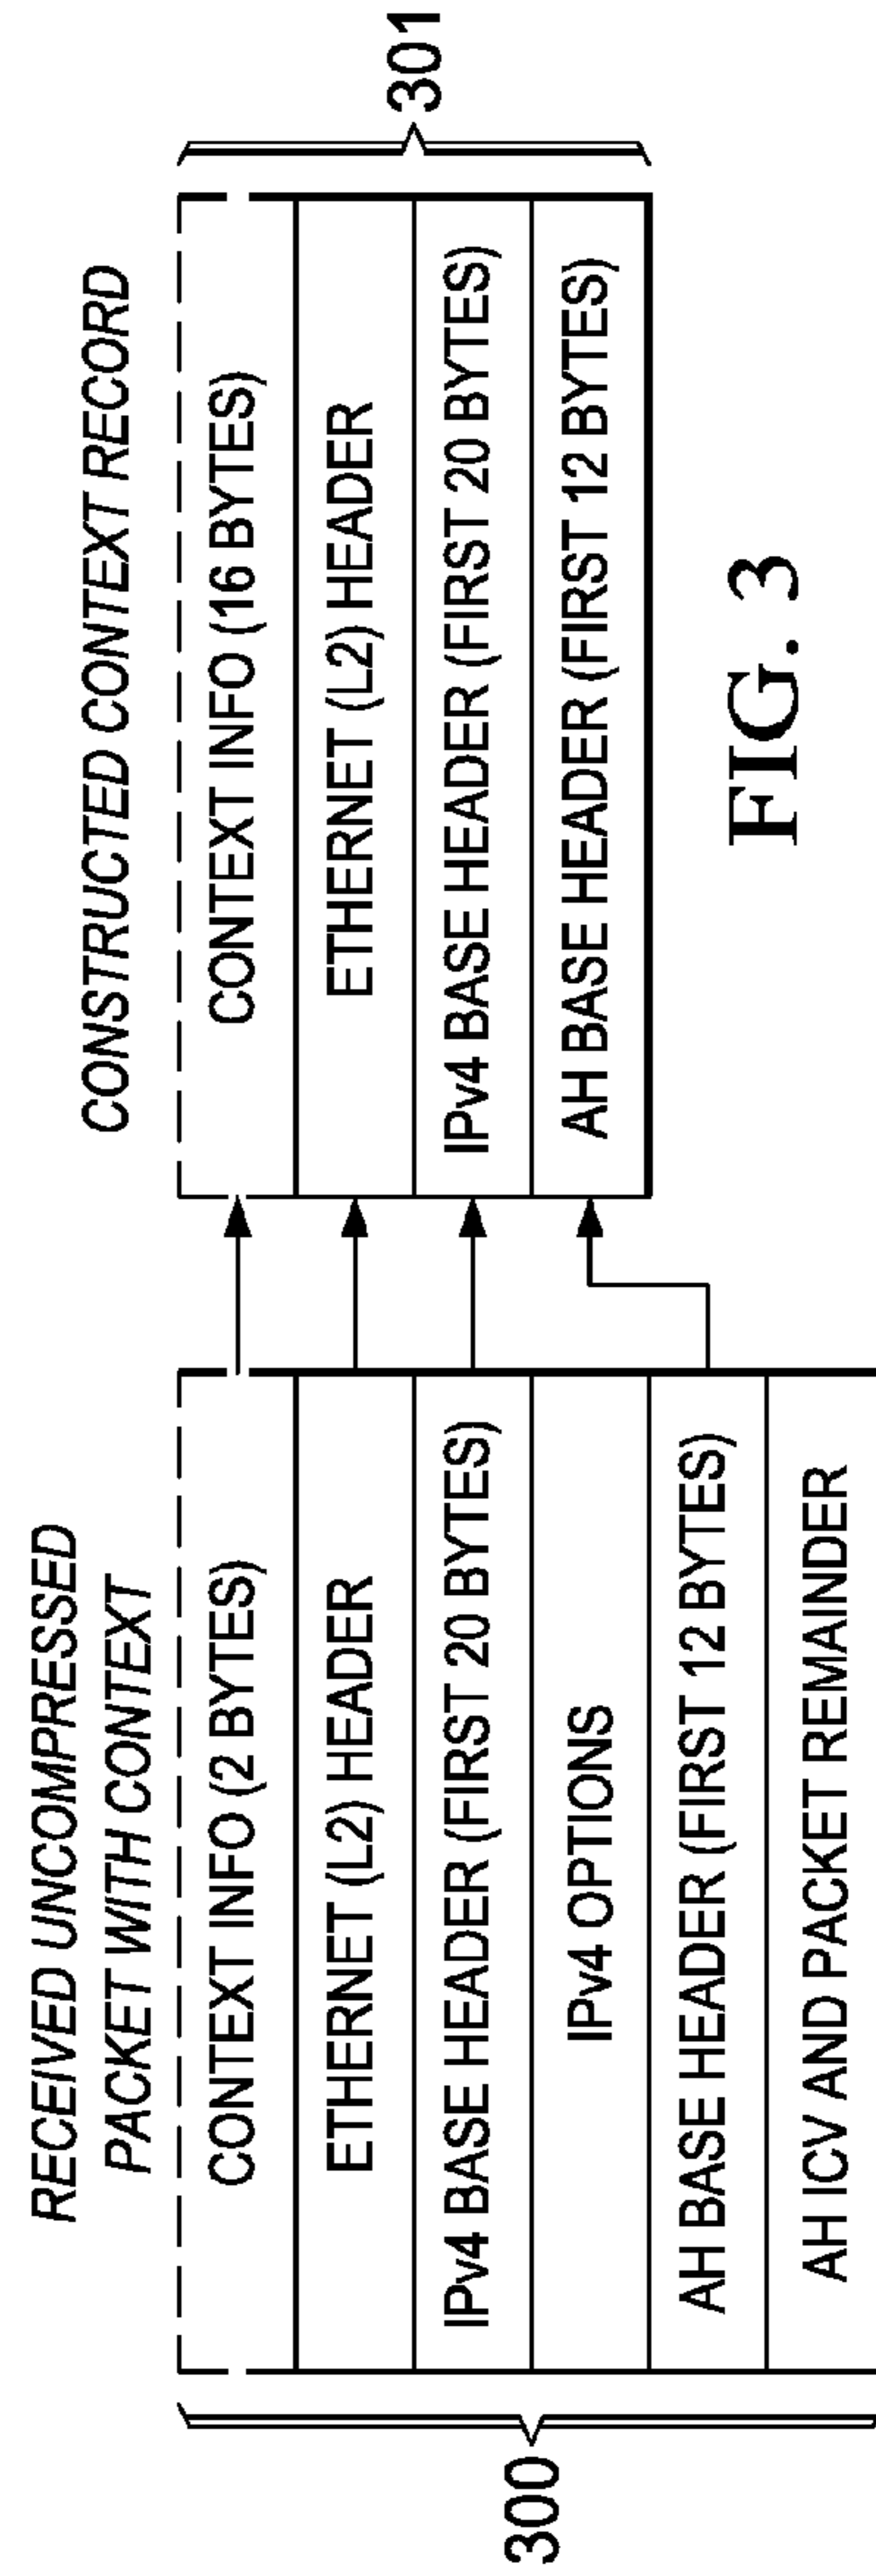 RECEIVED UNCOMPRESSED
PACKET WITH CONTEXT
CONTEXT INFO (2 BYTES)
ETHERNET (L2) HEADER
IPv4 BASE HEADER (FIRST 20 BYTES)
IPv4 OPTIONS
AH BASE HEADER (FIRST 12 BYTES)
AH ICV AND PACKET REMAINDER
300
CONSTRUCTED CONTEXT RECORD
CONTEXT INFO (16 BYTES)
ETHERNET (L2) HEADER
IPv4 BASE HEADER (FIRST 20 BYTES)
AH BASE HEADER (FIRST 12 BYTES)
301
FIG. 3